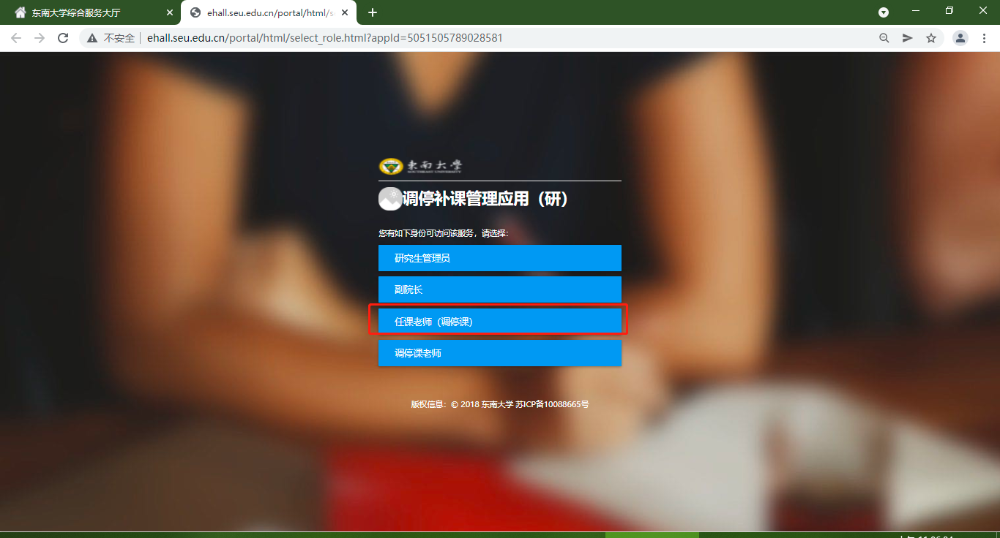 东南大学综合服务大厅
ehall.seu.edu.cn/portal/html/s
不安全
ehall.seu.edu.cn/portal/html/select_role.html?appId=5051505789028581
東南大學
SOUTHEAST UNIVERSITY
调停补课管理应用（研）
您有如下身份可访问该服务，请选择:
研究生管理员
副院长
任课老师（调停课）
调停课老师
版权信息: © 2018 东南大学 苏ICP备10088665号